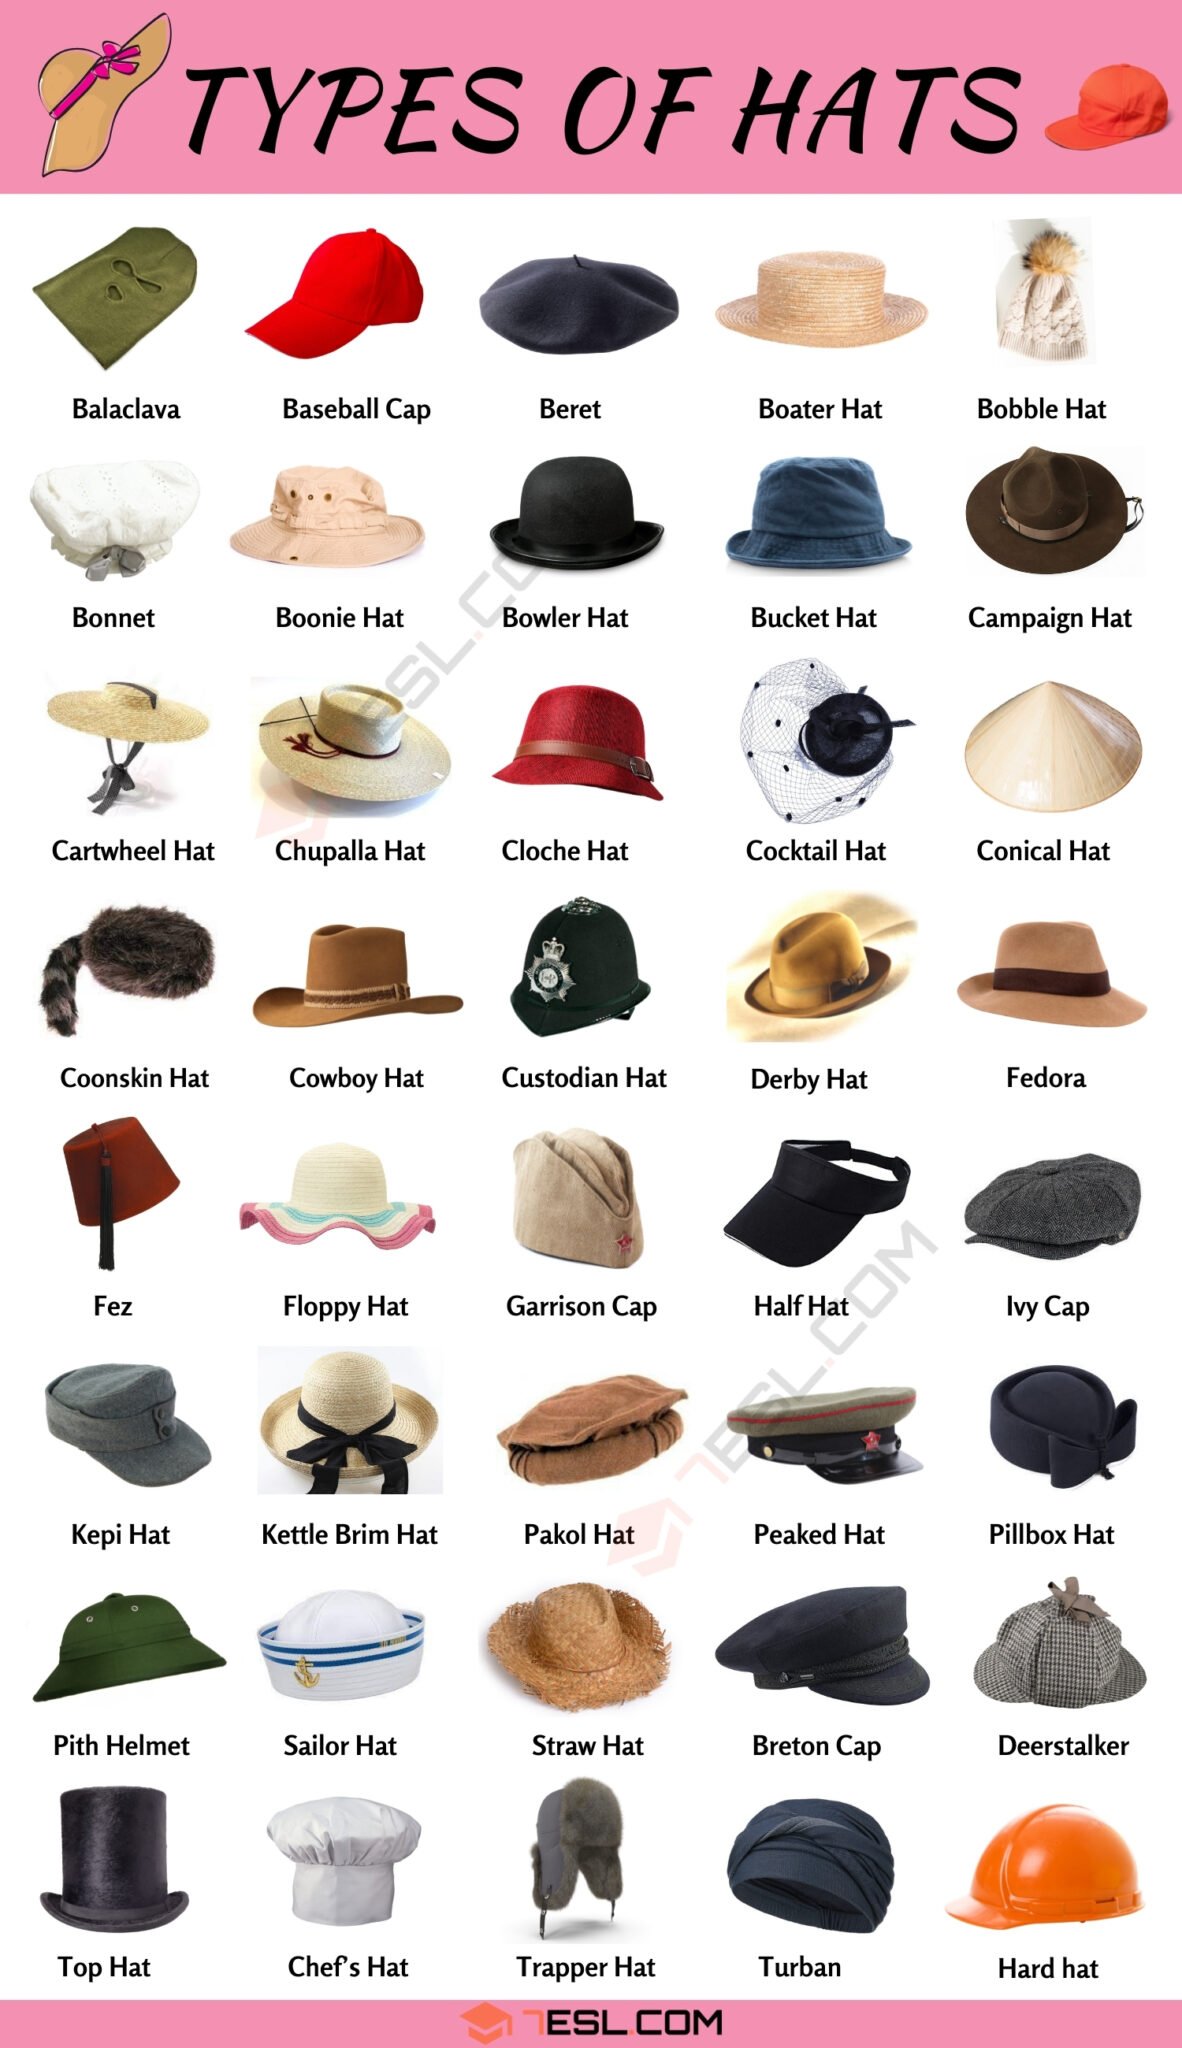 TYPES OF HATS
Balaclava
Baseball Cap
Beret
Boater Hat
Bobble Hat
Bonnet
Boonie Hat
Bowler Hat
Bucket Hat
Campaign Hat
Cartwheel Hat
Chupalla Hat
Cloche Hat
Cocktail Hat
Conical Hat
Coonskin Hat
Cowboy Hat
Custodian Hat
Derby Hat
Fedora
Fez
Floppy Hat
Garrison Cap
Half Hat
Ivy Cap
Kepi Hat
Kettle Brim Hat
Pakol Hat
Peaked Hat
Pillbox Hat
Pith Helmet
Sailor Hat
Straw Hat
Breton Cap
Deerstalker
Top Hat
Chef's Hat
Trapper Hat
Turban
Hard hat
7ESL.COM
7ESL.COM
7ESL.COM